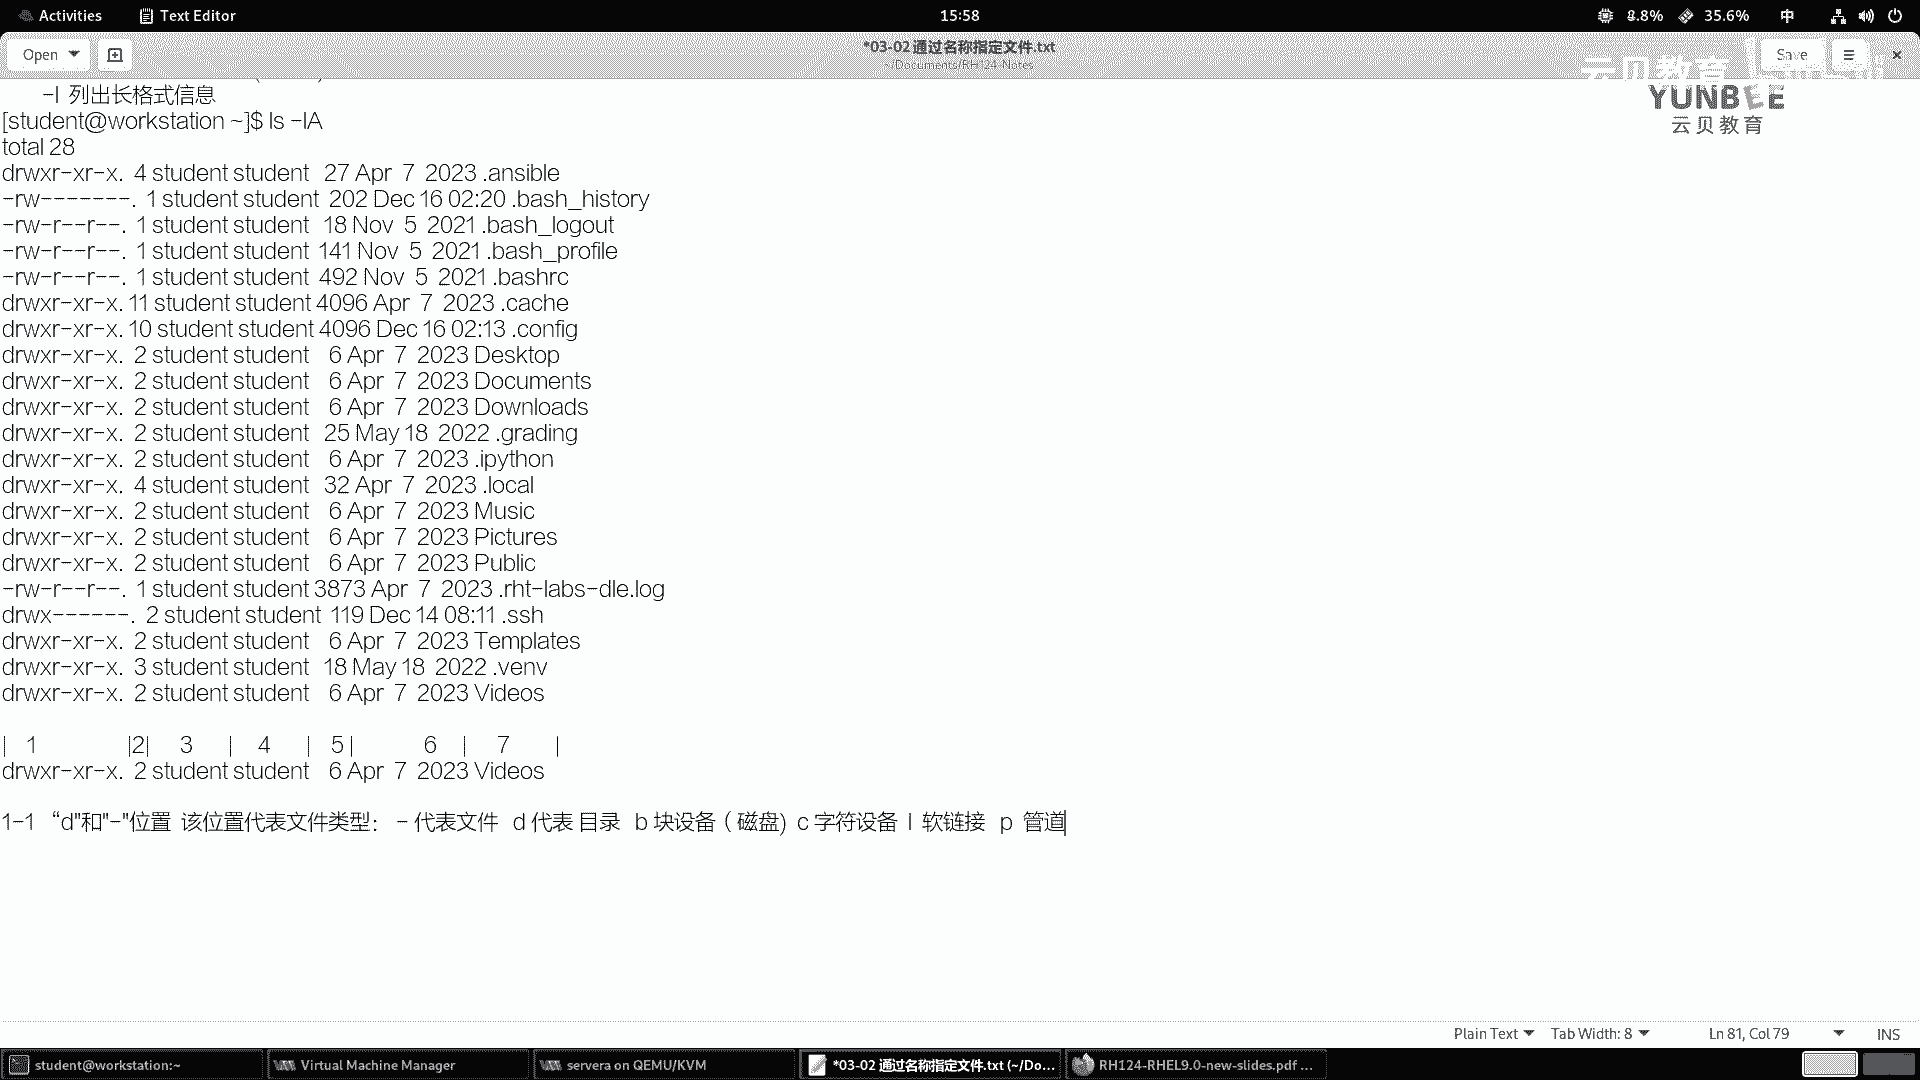 Activities Text Editor 15:58 8.8% 35.6% 中
Open *03-02 通过名称指定文件.txt Save
~/Documents/RH124-Notes
云贝教育
YUNBEE
云贝教育
-l 列出长格式信息
[student@workstation ~]$ ls -lA
total 28
drwxr-xr-x. 4 student student 27 Apr 7 2023 .ansible
-rw-------. 1 student student 202 Dec 16 02:20 .bash_history
-rw-r--r--. 1 student student 18 Nov 5 2021 .bash_logout
-rw-r--r--. 1 student student 141 Nov 5 2021 .bash_profile
-rw-r--r--. 1 student student 492 Nov 5 2021 .bashrc
drwxr-xr-x. 11 student student 4096 Apr 7 2023 .cache
drwxr-xr-x. 10 student student 4096 Dec 16 02:13 .config
drwxr-xr-x. 2 student student 6 Apr 7 2023 Desktop
drwxr-xr-x. 2 student student 6 Apr 7 2023 Documents
drwxr-xr-x. 2 student student 6 Apr 7 2023 Downloads
drwxr-xr-x. 2 student student 25 May 18 2022 .grading
drwxr-xr-x. 2 student student 6 Apr 7 2023 .ipython
drwxr-xr-x. 4 student student 32 Apr 7 2023 .local
drwxr-xr-x. 2 student student 6 Apr 7 2023 Music
drwxr-xr-x. 2 student student 6 Apr 7 2023 Pictures
drwxr-xr-x. 2 student student 6 Apr 7 2023 Public
-rw-r--r--. 1 student student 3873 Apr 7 2023 .rht-labs-dle.log
drwx------. 2 student student 119 Dec 14 08:11 .ssh
drwxr-xr-x. 2 student student 6 Apr 7 2023 Templates
drwxr-xr-x. 3 student student 18 May 18 2022 .venv
drwxr-xr-x. 2 student student 6 Apr 7 2023 Videos
| 1 |2| 3 | 4 | 5 | 6 | 7 |
drwxr-xr-x. 2 student student 6 Apr 7 2023 Videos
1-1 “d"和"-"位置 该位置代表文件类型： - 代表文件 d 代表 目录 b 块设备（磁盘) c 字符设备 l 软链接 p 管道
Plain Text Tab Width: 8 Ln 81, Col 79 INS
student@workstation:~ Virtual Machine Manager servera on QEMU/KVM *03-02 通过名称指定文件.txt (~/Do... RH124-RHEL9.0-new-slides.pdf ...